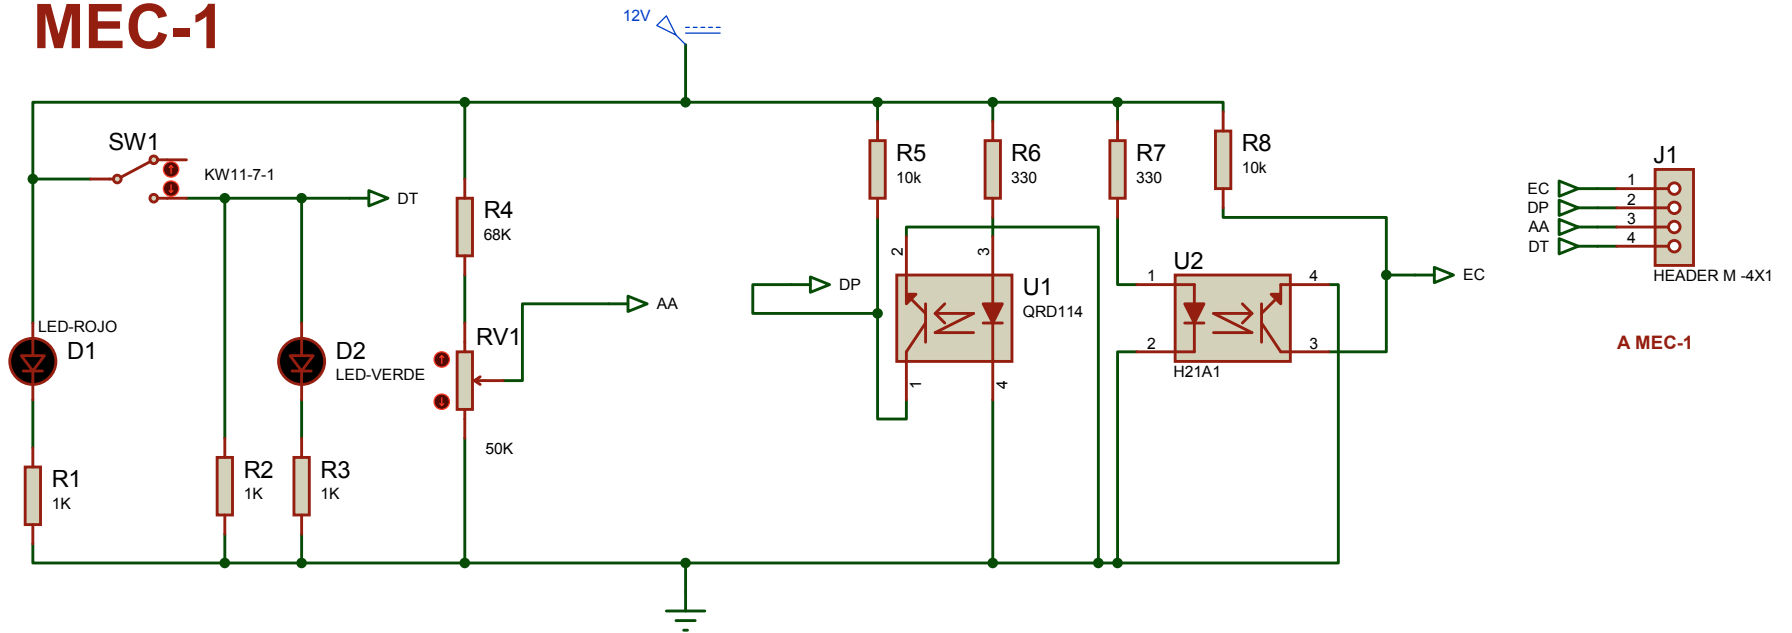 MEC-1
12V
SW1
KW11-7-1
DT
R4
68K
R5
10k
R6
330
R7
330
R8
10k
J1
EC
DP
AA
DT
1
2
3
4
HEADER M -4X1
A MEC-1
2
3
1
4
U1
QRD114
DP
U2
1
2
4
3
H21A1
EC
AA
RV1
50K
LED-ROJO
D1
D2
LED-VERDE
R1
1K
R2
1K
R3
1K